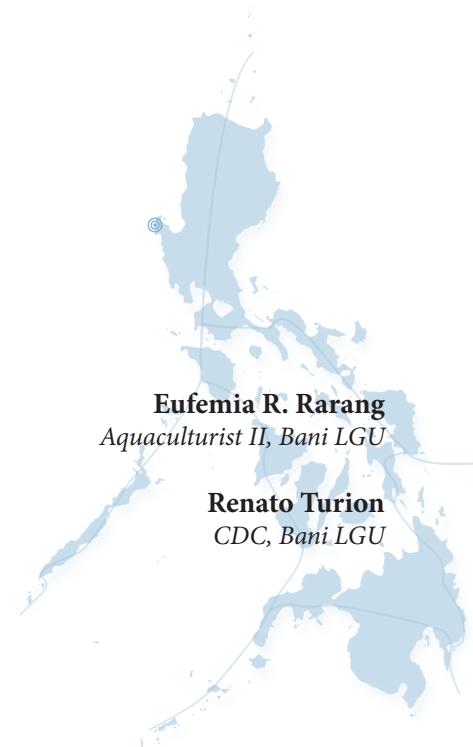 Eufemia R. Rarang
Aquaculturist II, Bani LGU
Renato Turion
CDC, Bani LGU